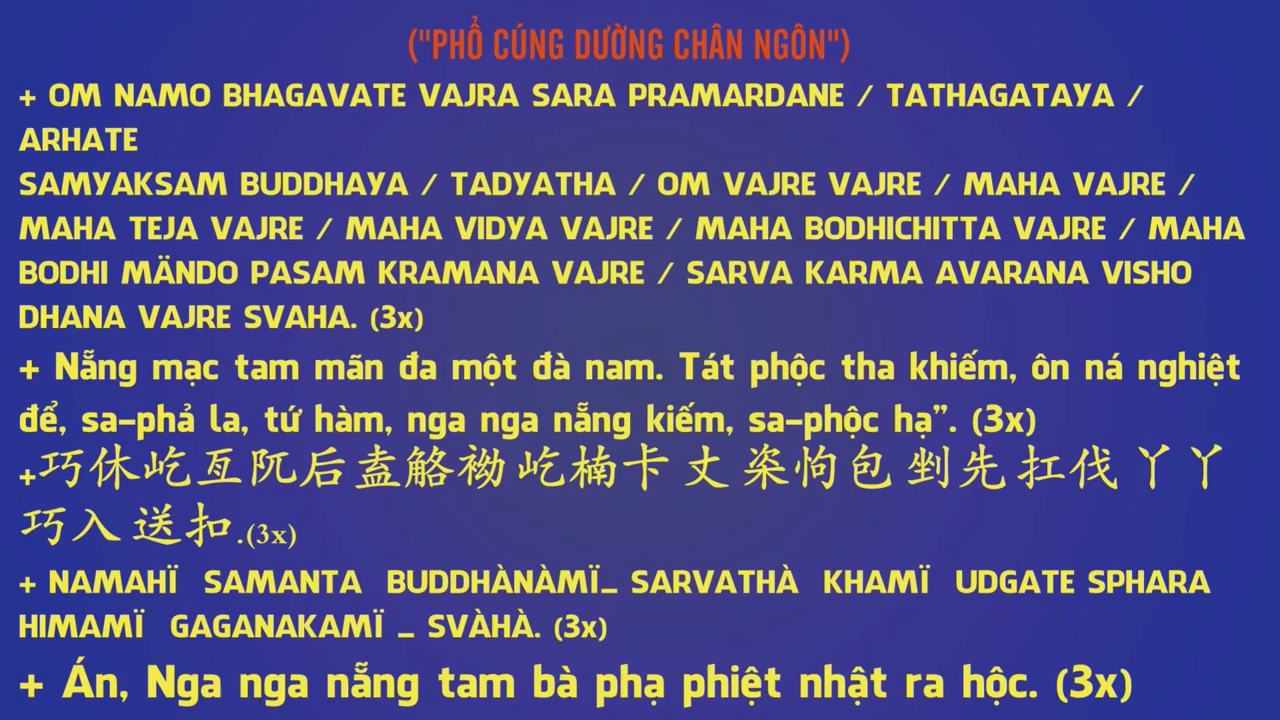 ("PHỔ CÚNG DƯỜNG CHÂN NGÔN")
+ OM NAMO BHAGAVATE VAJRA SARA PRAMARDANE / TATHAGATAYA /
ARHATE
SAMYAKSAM BUDDHAYA / TADYATHA / OM VAJRE VAJRE / MAHA VAJRE /
MAHA TEJA VAJRE / MAHA VIDYA VAJRE / MAHA BODHICHITTA VAJRE / MAHA
BODHI MÄNDO PASAM KRAMANA VAJRE / SARVA KARMA AVARANA VISHO
DHANA VAJRE SVAHA. (3x)
+ Nẵng mạc tam mãn đa một đà nam. Tát phộc tha khiếm, ôn ná nghiệt
để, sa-phả la, tứ hàm, nga nga nẵng kiếm, sa-phộc hạ”. (3x)
+巧休屹亙阢后盍觡袎屹楠卡丈栥怐包剉先扛伐丫丫
巧入送扣.(3x)
+ NAMAHÏ SAMANTA BUDDHÀNÀMÏ_ SARVATHÀ KHAMÏ UDGATE SPHARA
HIMAMÏ GAGANAKAMÏ _ SVÀHÀ. (3x)
+ Án, Nga nga nẵng tam bà phạ phiệt nhật ra hộc. (3x)